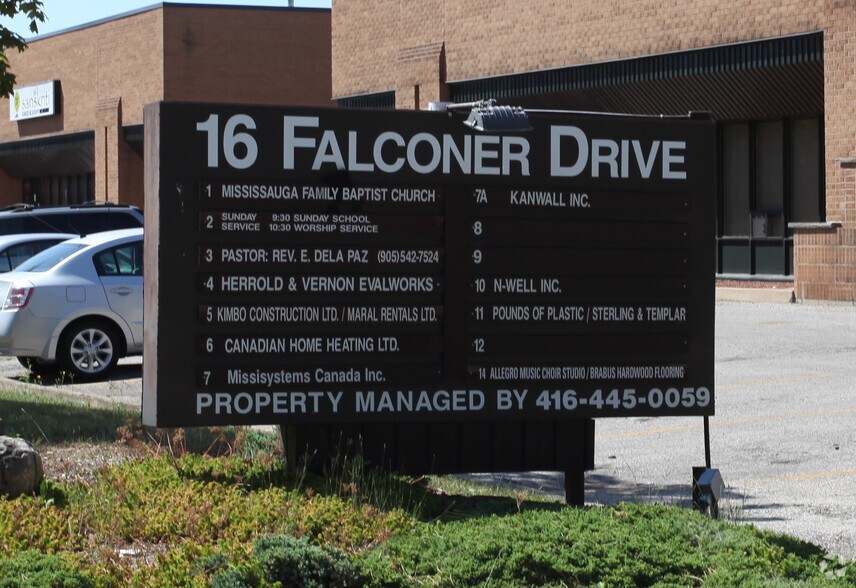 sanskriti
16 FALCONER DRIVE
1 MISSISSAUGA FAMILY BAPTIST CHURCH
2 SUNDAY SERVICE 9:30 SUNDAY SCHOOL 10:30 WORSHIP SERVICE
3 PASTOR: REV. E. DELA PAZ (905)542-7524
4 HERROLD & VERNON EVALWORKS
5 KIMBO CONSTRUCTION LTD. / MARAL RENTALS LTD.
6 CANADIAN HOME HEATING LTD.
7 Missisystems Canada Inc.
7A KANWALL INC.
8
9
10 N-WELL INC.
11 POUNDS OF PLASTIC / STERLING & TEMPLAR
12
14 ALLEGRO MUSIC CHOIR STUDIO / BRABUS HARDWOOD FLOORING
PROPERTY MANAGED BY 416-445-0059